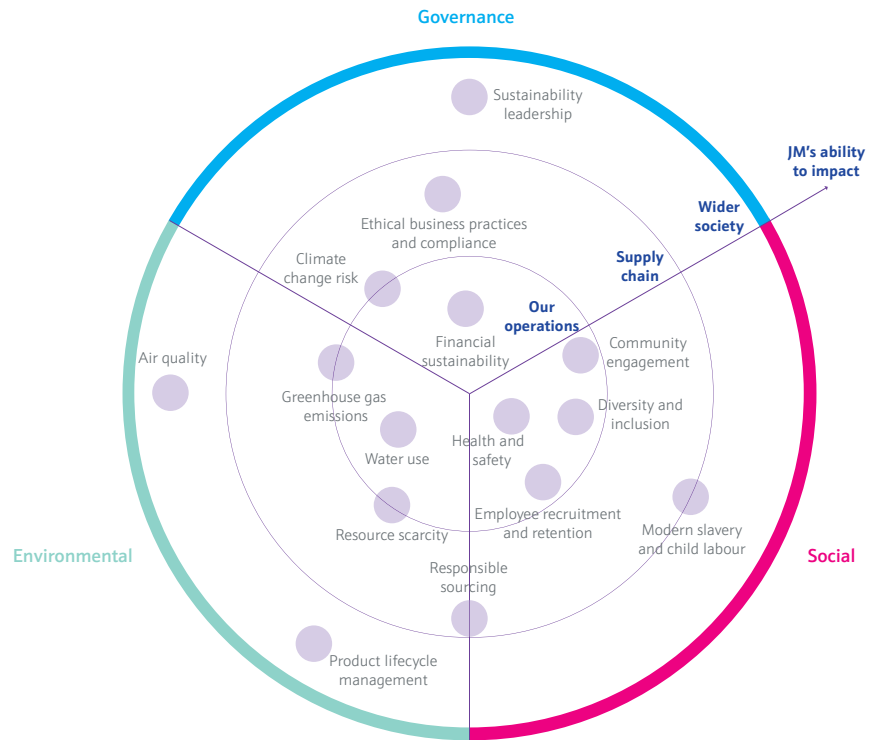 Governance
Sustainability
leadership
JM's ability
to impact
Wider
society
Ethical business practices
and compliance
Supply
chain
Climate
change risk
Our
operations
Financial
sustainability
Community
engagement
Air quality
Greenhouse gas
emissions
Diversity and
inclusion
Health and
safety
Water use
Employee recruitment
and retention
Resource scarcity
Modern slavery
and child labour
Environmental
Social
Responsible
sourcing
Product lifecycle
management